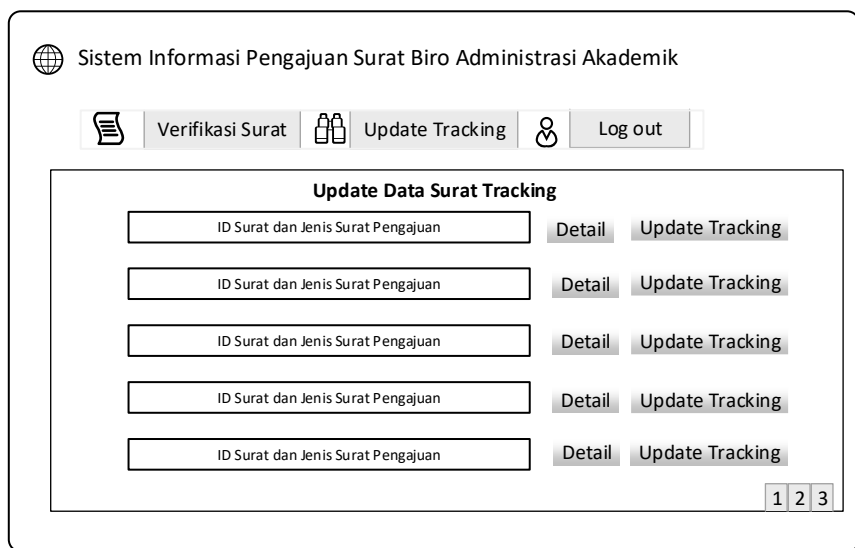 Sistem Informasi Pengajuan Surat Biro Administrasi Akademik
Verifikasi Surat Update Tracking Log out
Update Data Surat Tracking
ID Surat dan Jenis Surat Pengajuan Detail Update Tracking
ID Surat dan Jenis Surat Pengajuan Detail Update Tracking
ID Surat dan Jenis Surat Pengajuan Detail Update Tracking
ID Surat dan Jenis Surat Pengajuan Detail Update Tracking
ID Surat dan Jenis Surat Pengajuan Detail Update Tracking
1 2 3